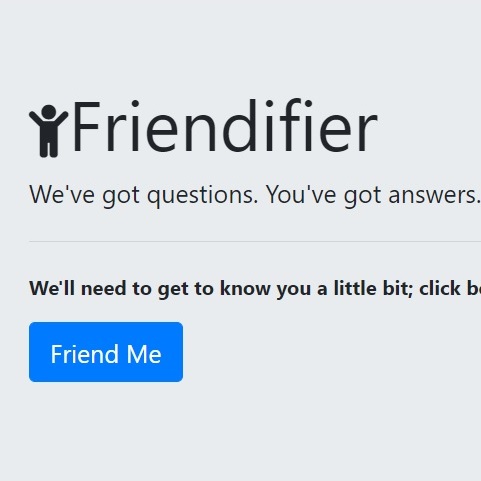 Friendifier
We've got questions. You've got answers.
We'll need to get to know you a little bit; click
Friend Me